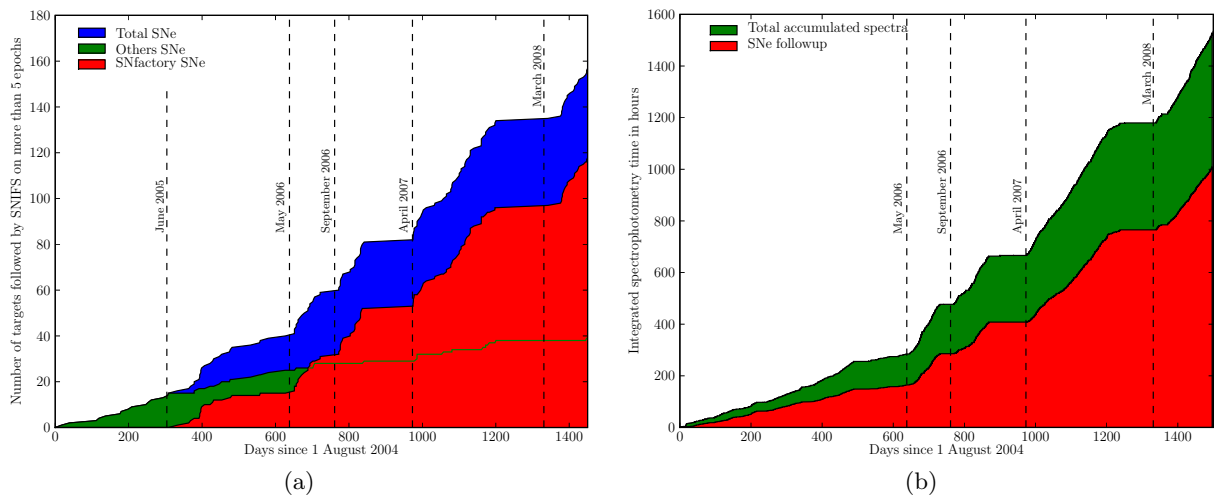 Number of targets followed by SNIFS on more than 5 epochs
180
160
140
120
100
80
60
40
20
0
Total SNe
Others SNe
SNfactory SNe
June 2005
May 2006
September 2006
April 2007
March 2008
0 200 400 600 800 1000 1200 1400
Days since 1 August 2004
(a)
Integrated spectrophotometry time in hours
1600
1400
1200
1000
800
600
400
200
0
Total accumulated spectra
SNe followup
May 2006
September 2006
April 2007
March 2008
0 200 400 600 800 1000 1200 1400
Days since 1 August 2004
(b)